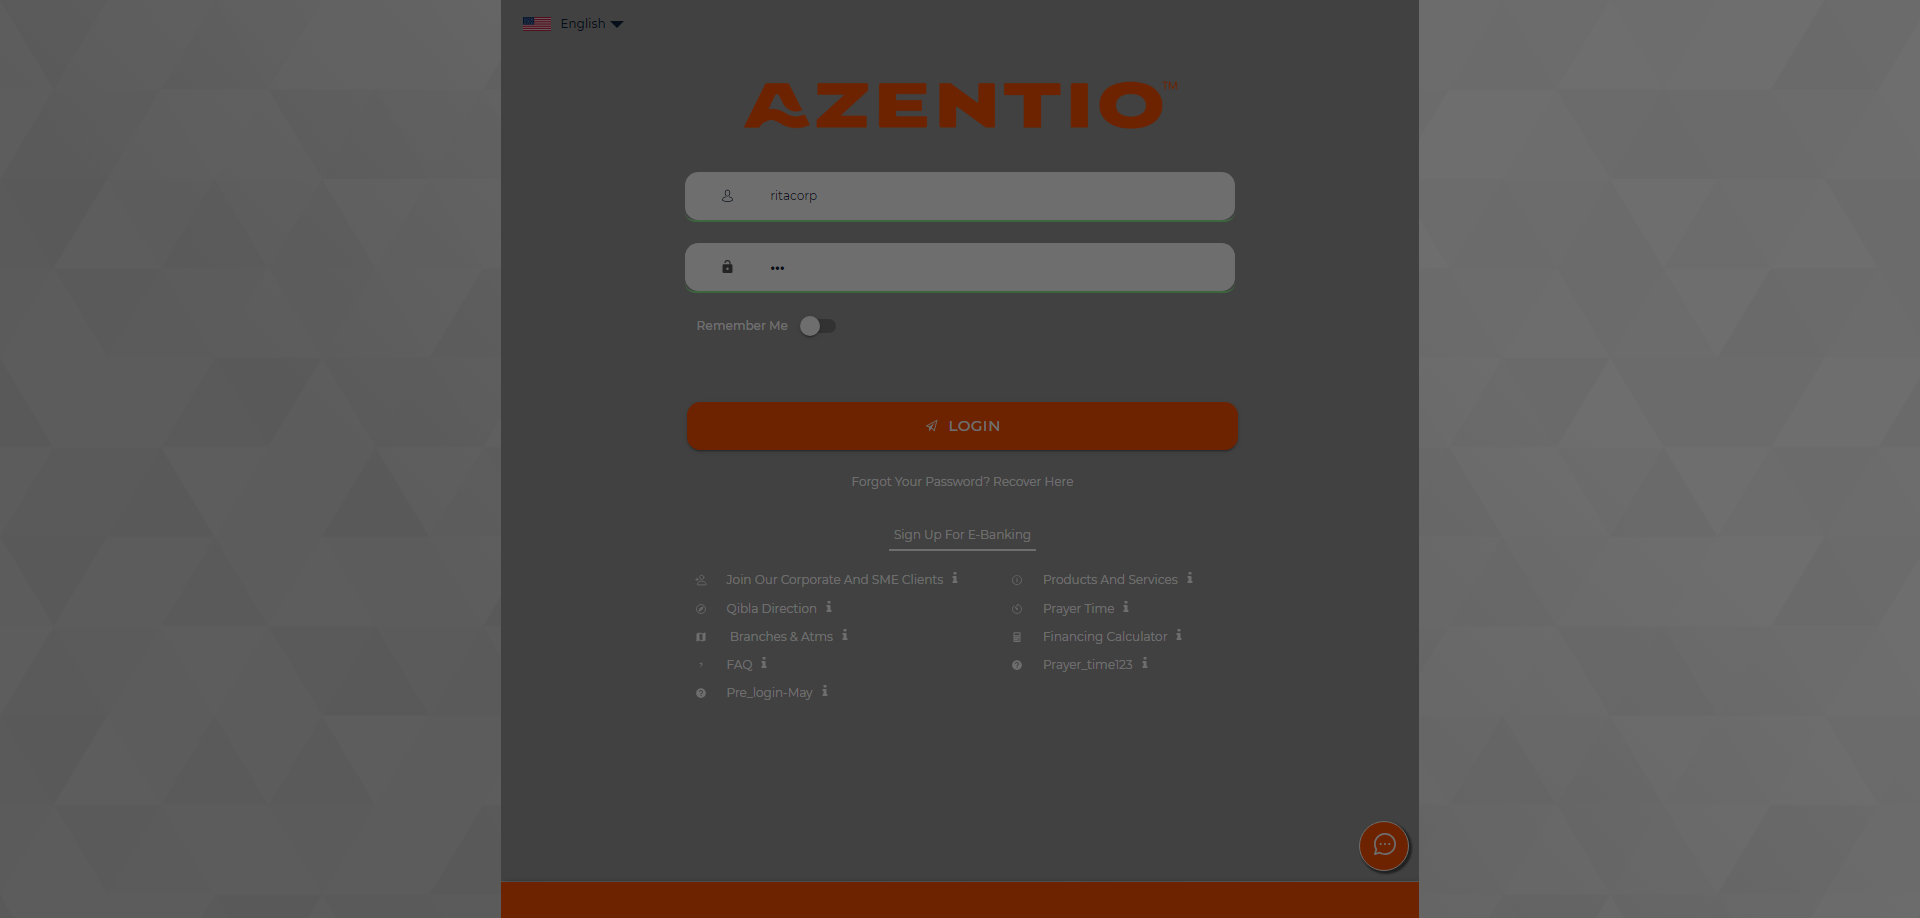 English
AZENTIO™
ritacorp
•••
Remember Me
LOGIN
Forgot Your Password? Recover Here
Sign Up For E-Banking
Join Our Corporate And SME Clients
Products And Services
Qibla Direction
Prayer Time
Branches & Atms
Financing Calculator
FAQ
Prayer_time123
Pre_login-May